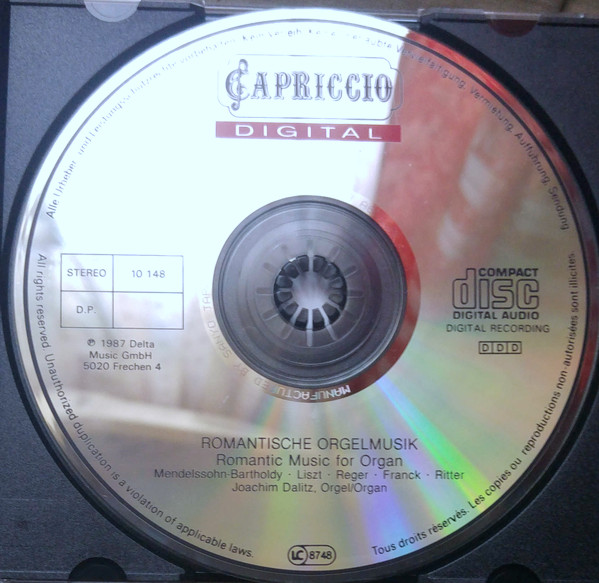 CAPRICCIO
DIGITAL
Alle Urheber- und Leistungsschutzrechte vorbehalten. Kein Verleih! Keine unerlaubte Vervielfältigung, Vermietung, Aufführung, Sendung
STEREO 10 148
D.P.
℗ 1987 Delta
Music GmbH
5020 Frechen 4
COMPACT
disc
DIGITAL AUDIO
DIGITAL RECORDING
D D D
MANUFACTURED BY SANYO
ROMANTISCHE ORGELMUSIK
Romantic Music for Organ
Mendelssohn-Bartholdy · Liszt · Reger · Franck · Ritter
Joachim Dalitz, Orgel/Organ
LC 8748
All rights reserved. Unauthorized duplication is a violation of applicable laws.
Tous droits réservés. Les copies ou reproductions non-autorisées sont illicites.